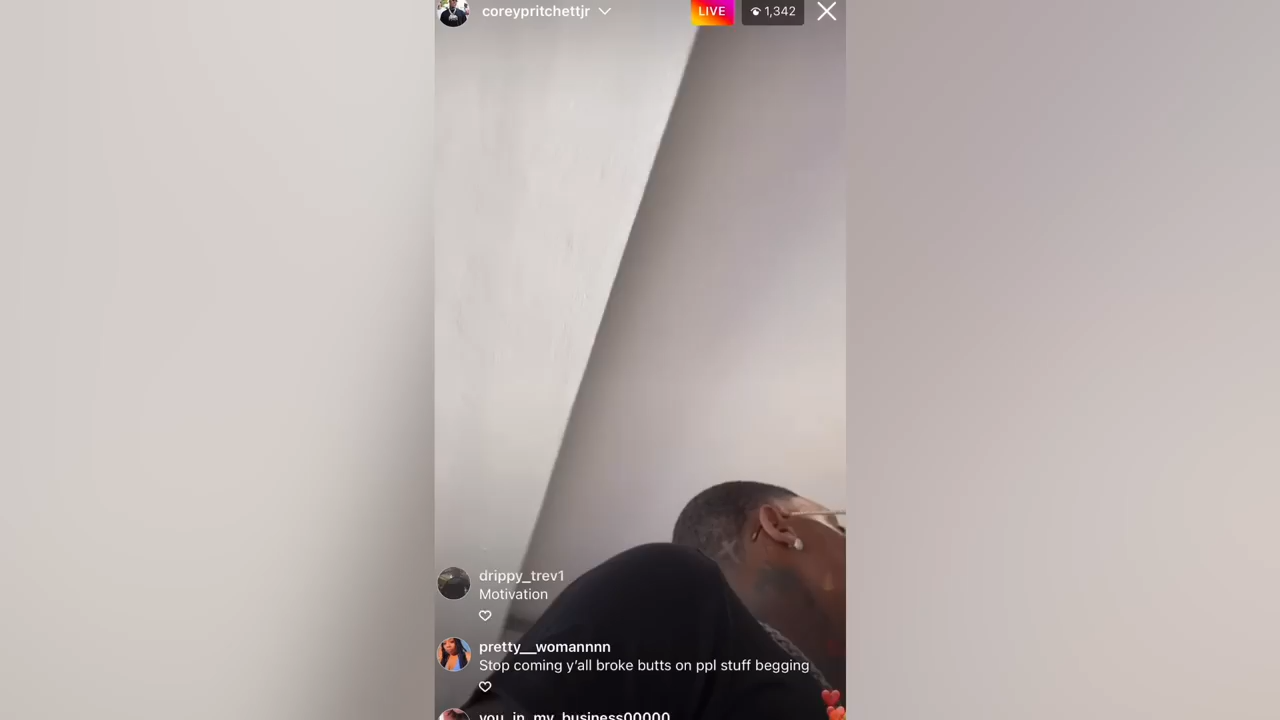 coreypritchettjr
LIVE
1,342
drippy_trev1
Motivation
pretty__womannnn
Stop coming y’all broke butts on ppl stuff begging
you_in_my_business00000